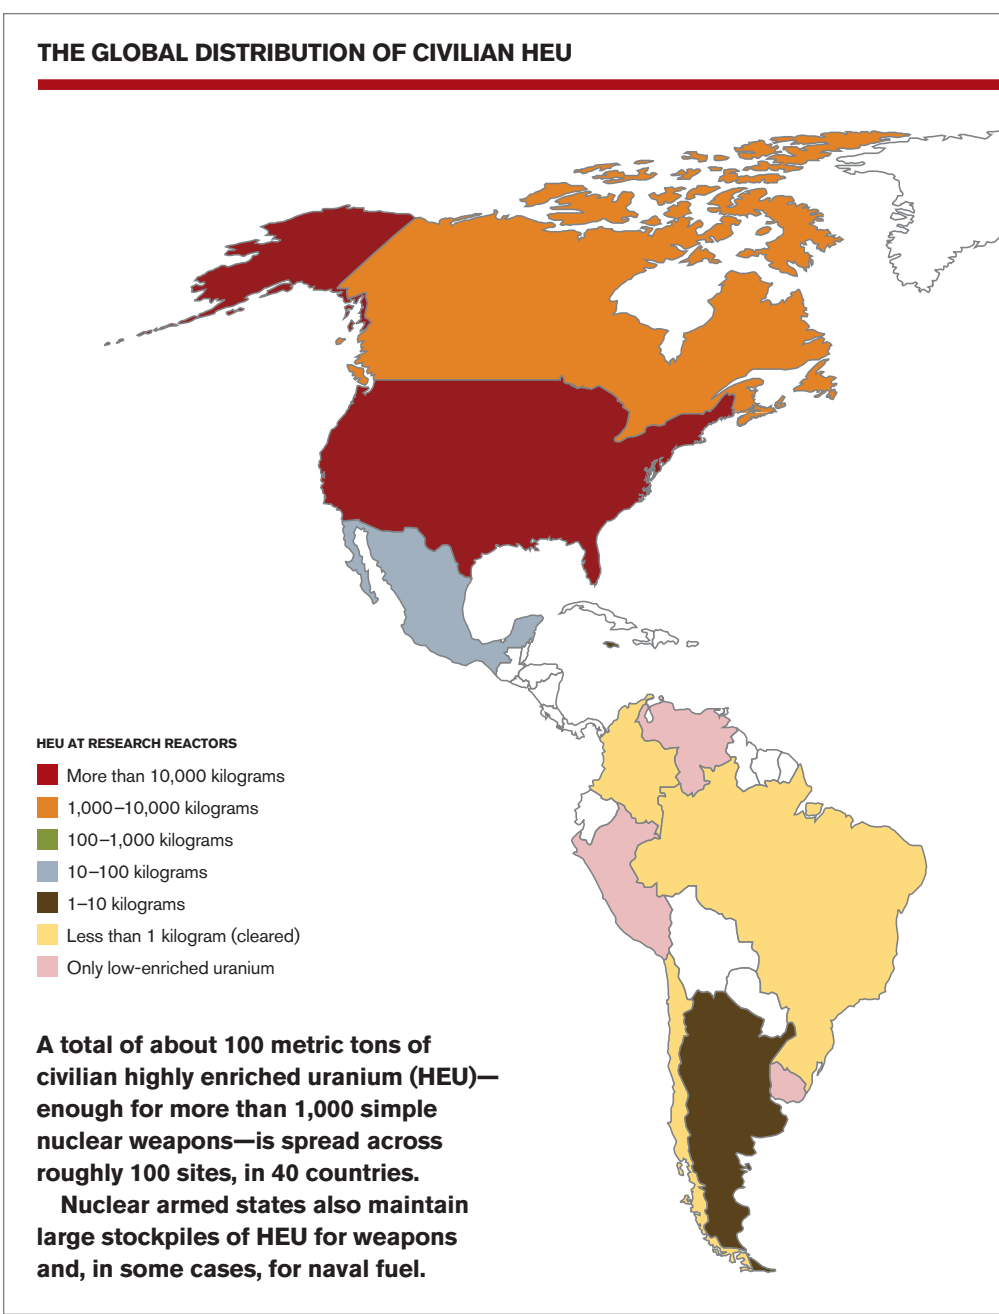 THE GLOBAL DISTRIBUTION OF CIVILIAN HEU
HEU AT RESEARCH REACTORS
More than 10,000 kilograms
1,000–10,000 kilograms
100–1,000 kilograms
10–100 kilograms
1–10 kilograms
Less than 1 kilogram (cleared)
Only low-enriched uranium
A total of about 100 metric tons of
civilian highly enriched uranium (HEU)—
enough for more than 1,000 simple
nuclear weapons—is spread across
roughly 100 sites, in 40 countries.
Nuclear armed states also maintain
large stockpiles of HEU for weapons
and, in some cases, for naval fuel.